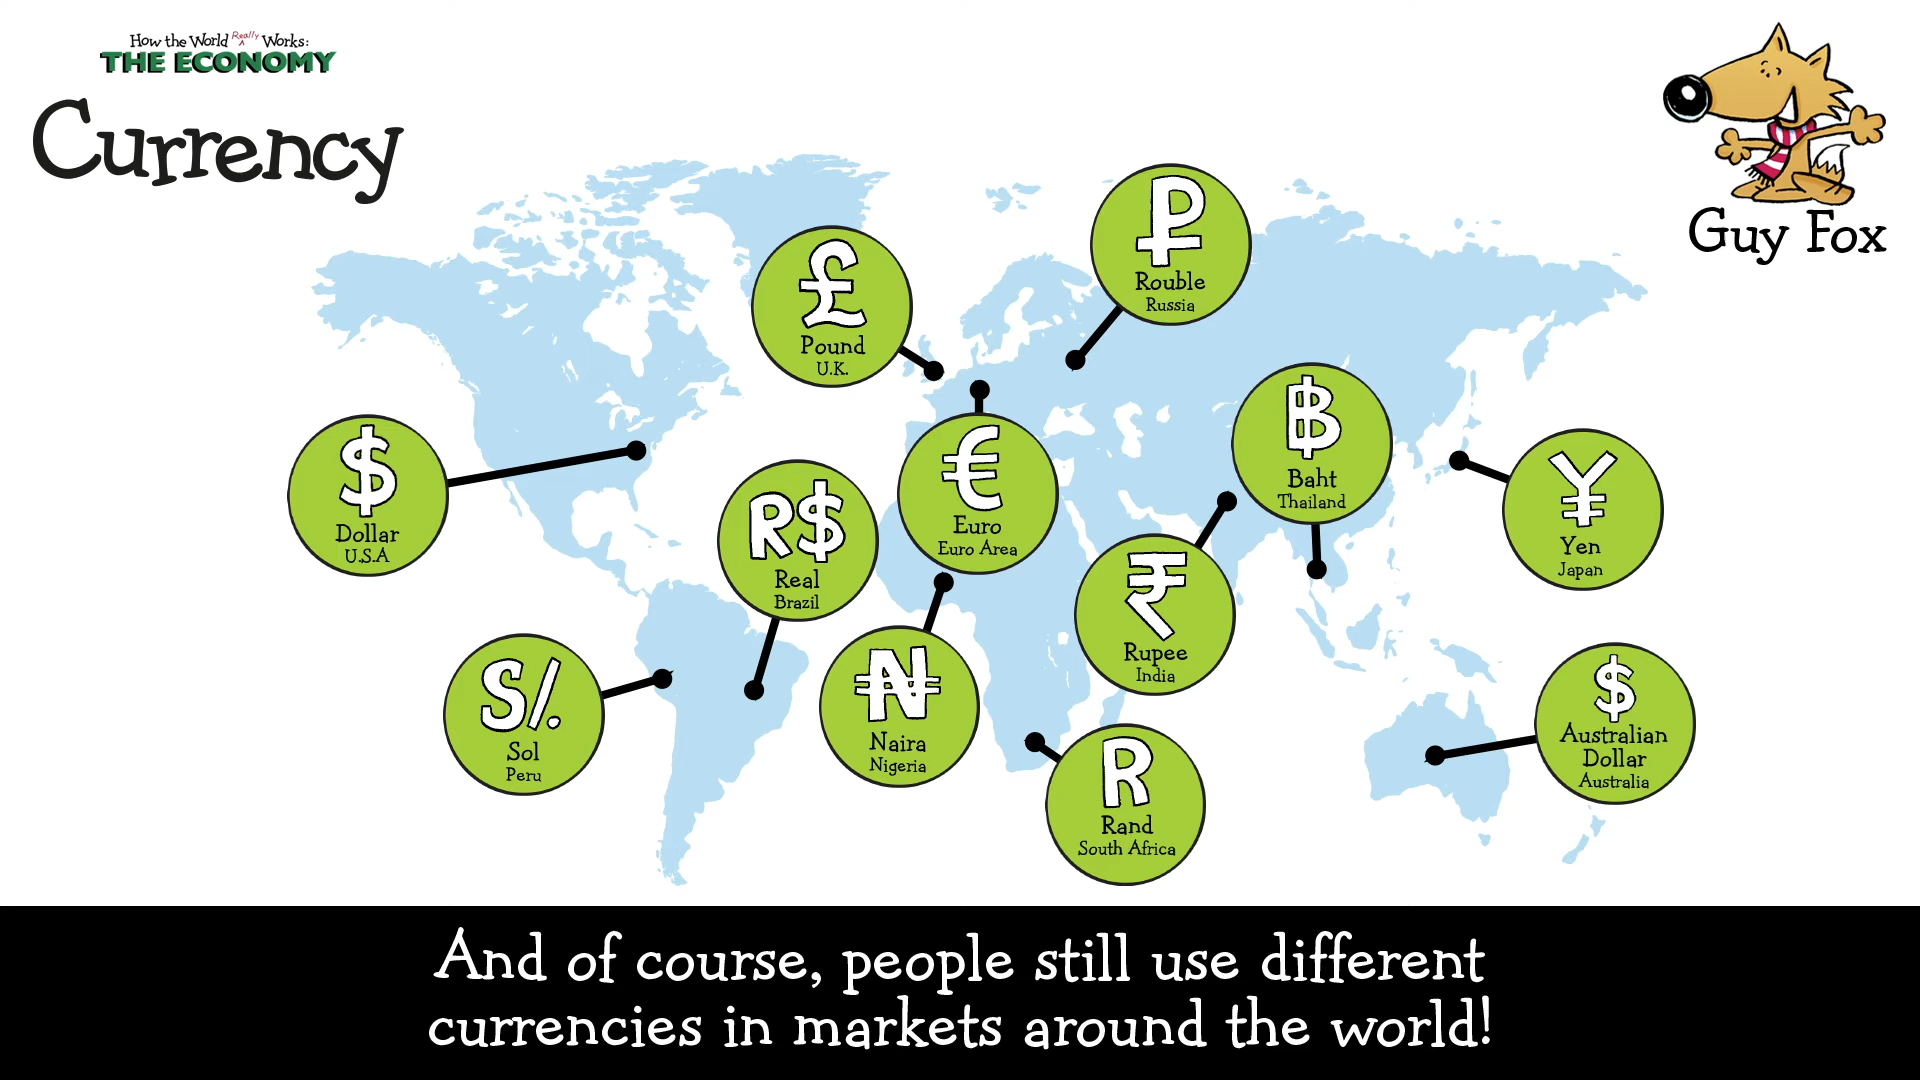 How the World Really Works:
THE ECONOMY
Currency
Guy Fox
₽
Rouble
Russia
£
Pound
U.K.
$
Dollar
U.S.A
€
Euro
Euro Area
฿
Baht
Thailand
¥
Yen
Japan
R$
Real
Brazil
₹
Rupee
India
S/.
Sol
Peru
₦
Naira
Nigeria
R
Rand
South Africa
$
Australian
Dollar
Australia
And of course, people still use different
currencies in markets around the world!